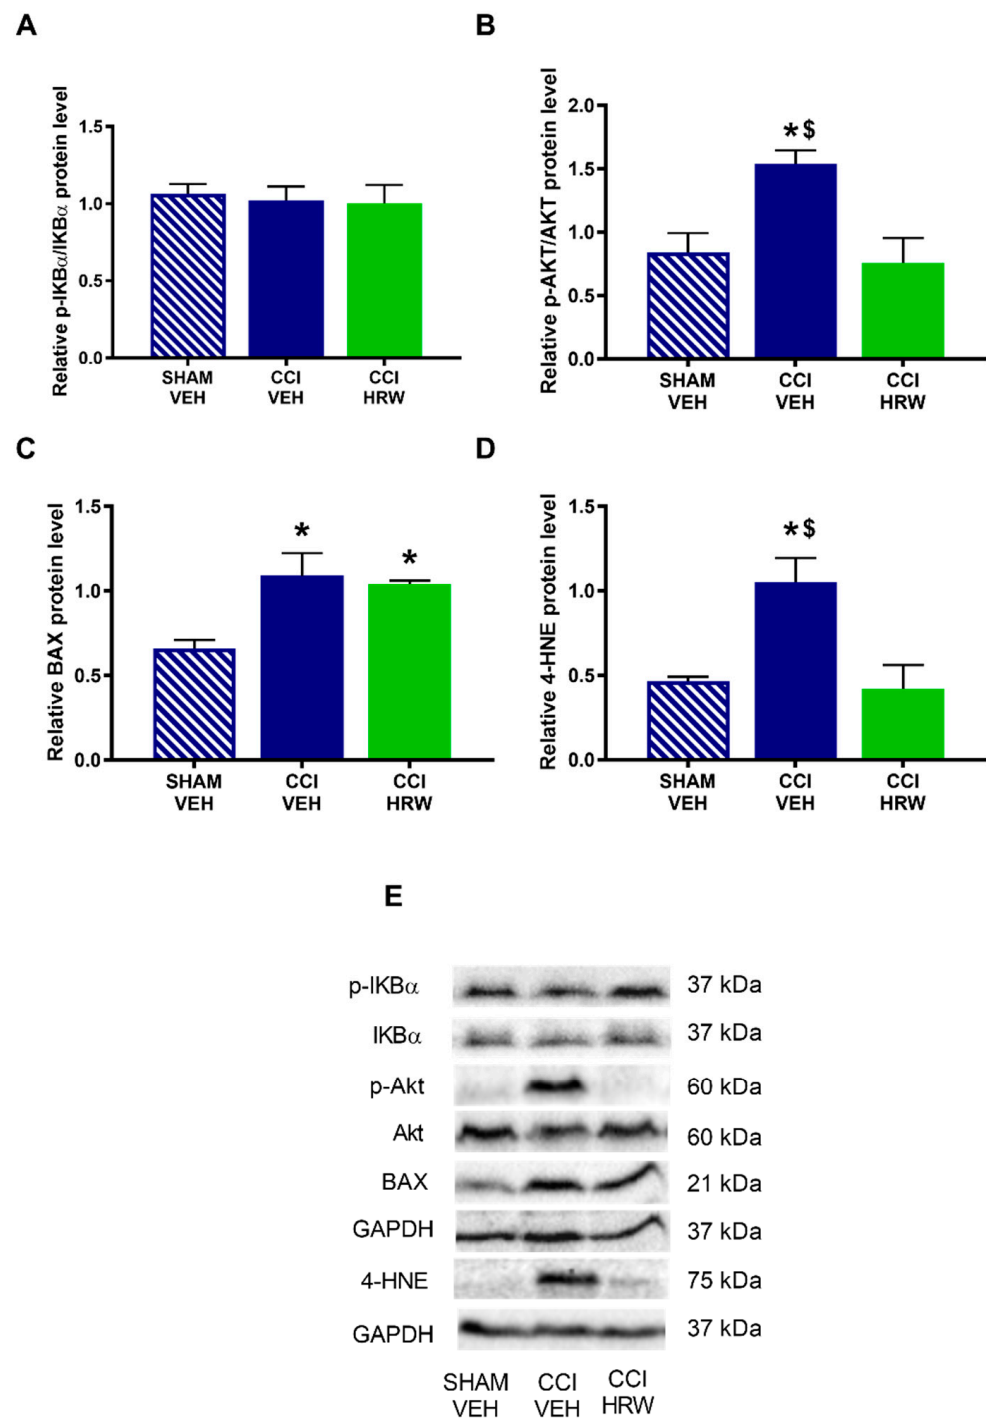 A
Relative p-IKBα/IKBα protein level
1.5
1.0
0.5
0.0
SHAM VEH
CCI VEH
CCI HRW
B
Relative p-AKT/AKT protein level
2.0
1.5
1.0
0.5
0.0
*$
SHAM VEH
CCI VEH
CCI HRW
C
Relative BAX protein level
1.5
1.0
0.5
0.0
*
*
SHAM VEH
CCI VEH
CCI HRW
D
Relative 4-HNE protein level
1.5
1.0
0.5
0.0
*$
SHAM VEH
CCI VEH
CCI HRW
E
p-IKBα 37 kDa
IKBα 37 kDa
p-Akt 60 kDa
Akt 60 kDa
BAX 21 kDa
GAPDH 37 kDa
4-HNE 75 kDa
GAPDH 37 kDa
SHAM VEH
CCI VEH
CCI HRW